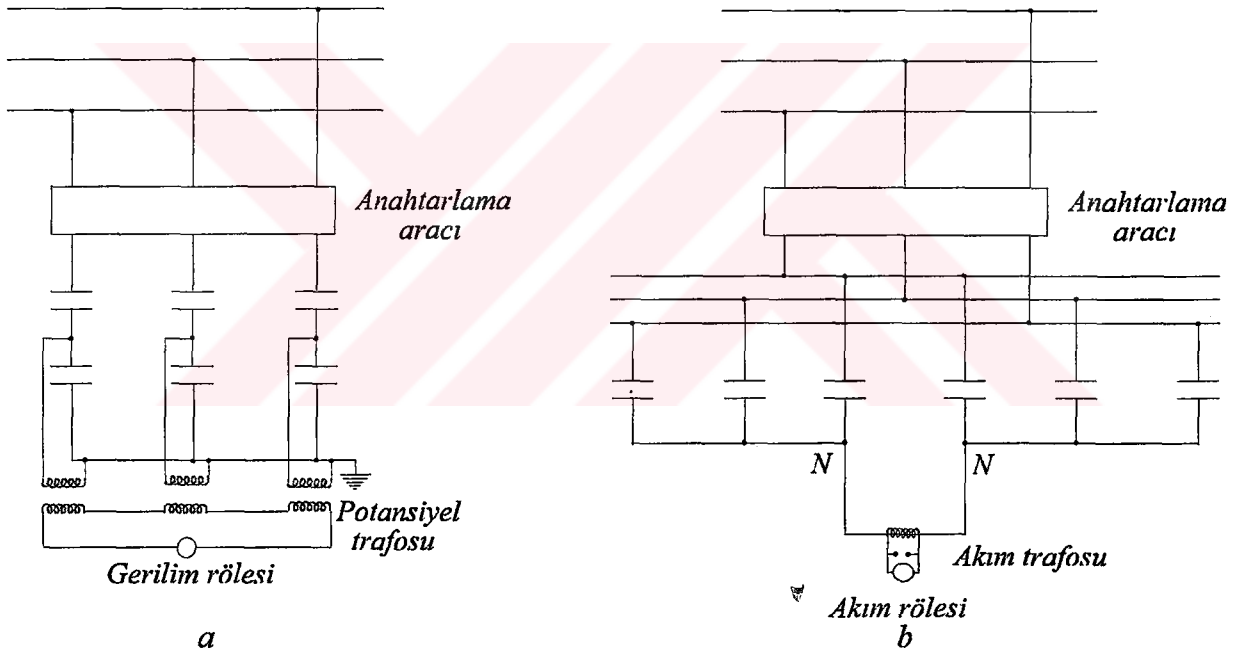 Anahtarlama
aracı
Potansiyel
trafosu
Gerilim rölesi
a
Anahtarlama
aracı
N
N
Akım trafosu
Akım rölesi
b